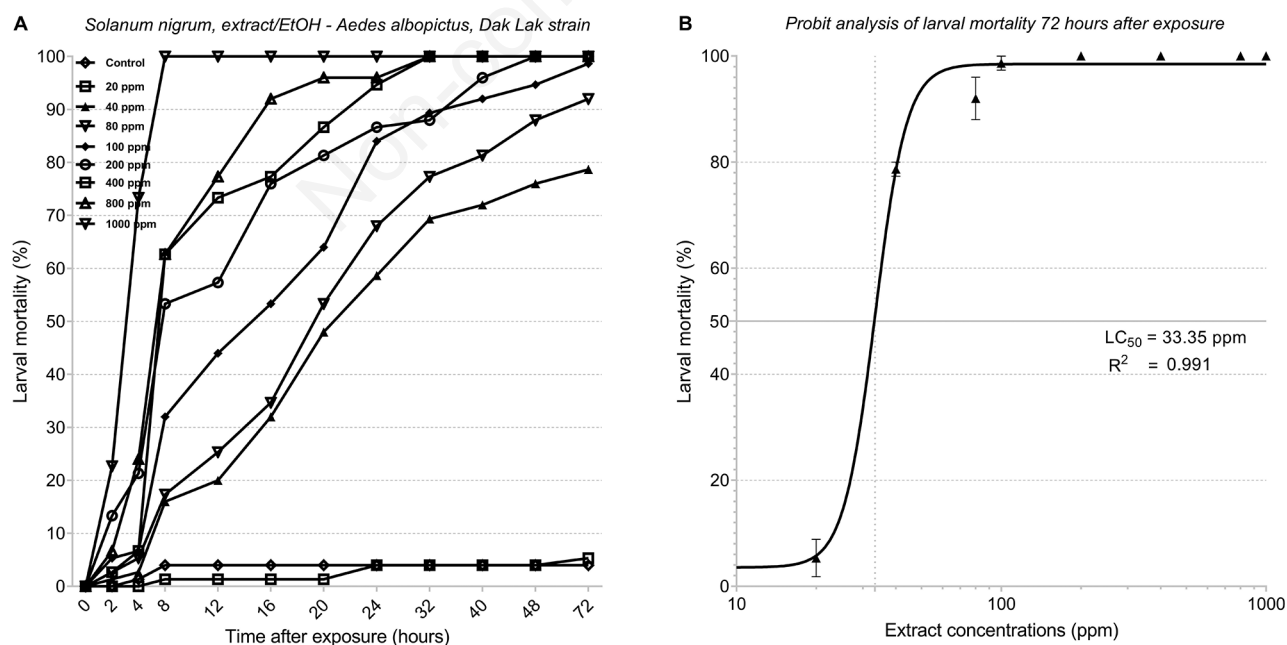 A
Solanum nigrum, extract/EtOH - Aedes albopictus, Dak Lak strain
Larval mortality (%)
100
90
80
70
60
50
40
30
20
10
0
Control
20 ppm
40 ppm
80 ppm
100 ppm
200 ppm
400 ppm
800 ppm
1000 ppm
0 2 4 8 12 16 20 24 32 40 48 72
Time after exposure (hours)
Non-com
B
Probit analysis of larval mortality 72 hours after exposure
Larval mortality (%)
100
80
60
50
40
20
0
LC50 = 33.35 ppm
R2 = 0.991
10 100 1000
Extract concentrations (ppm)